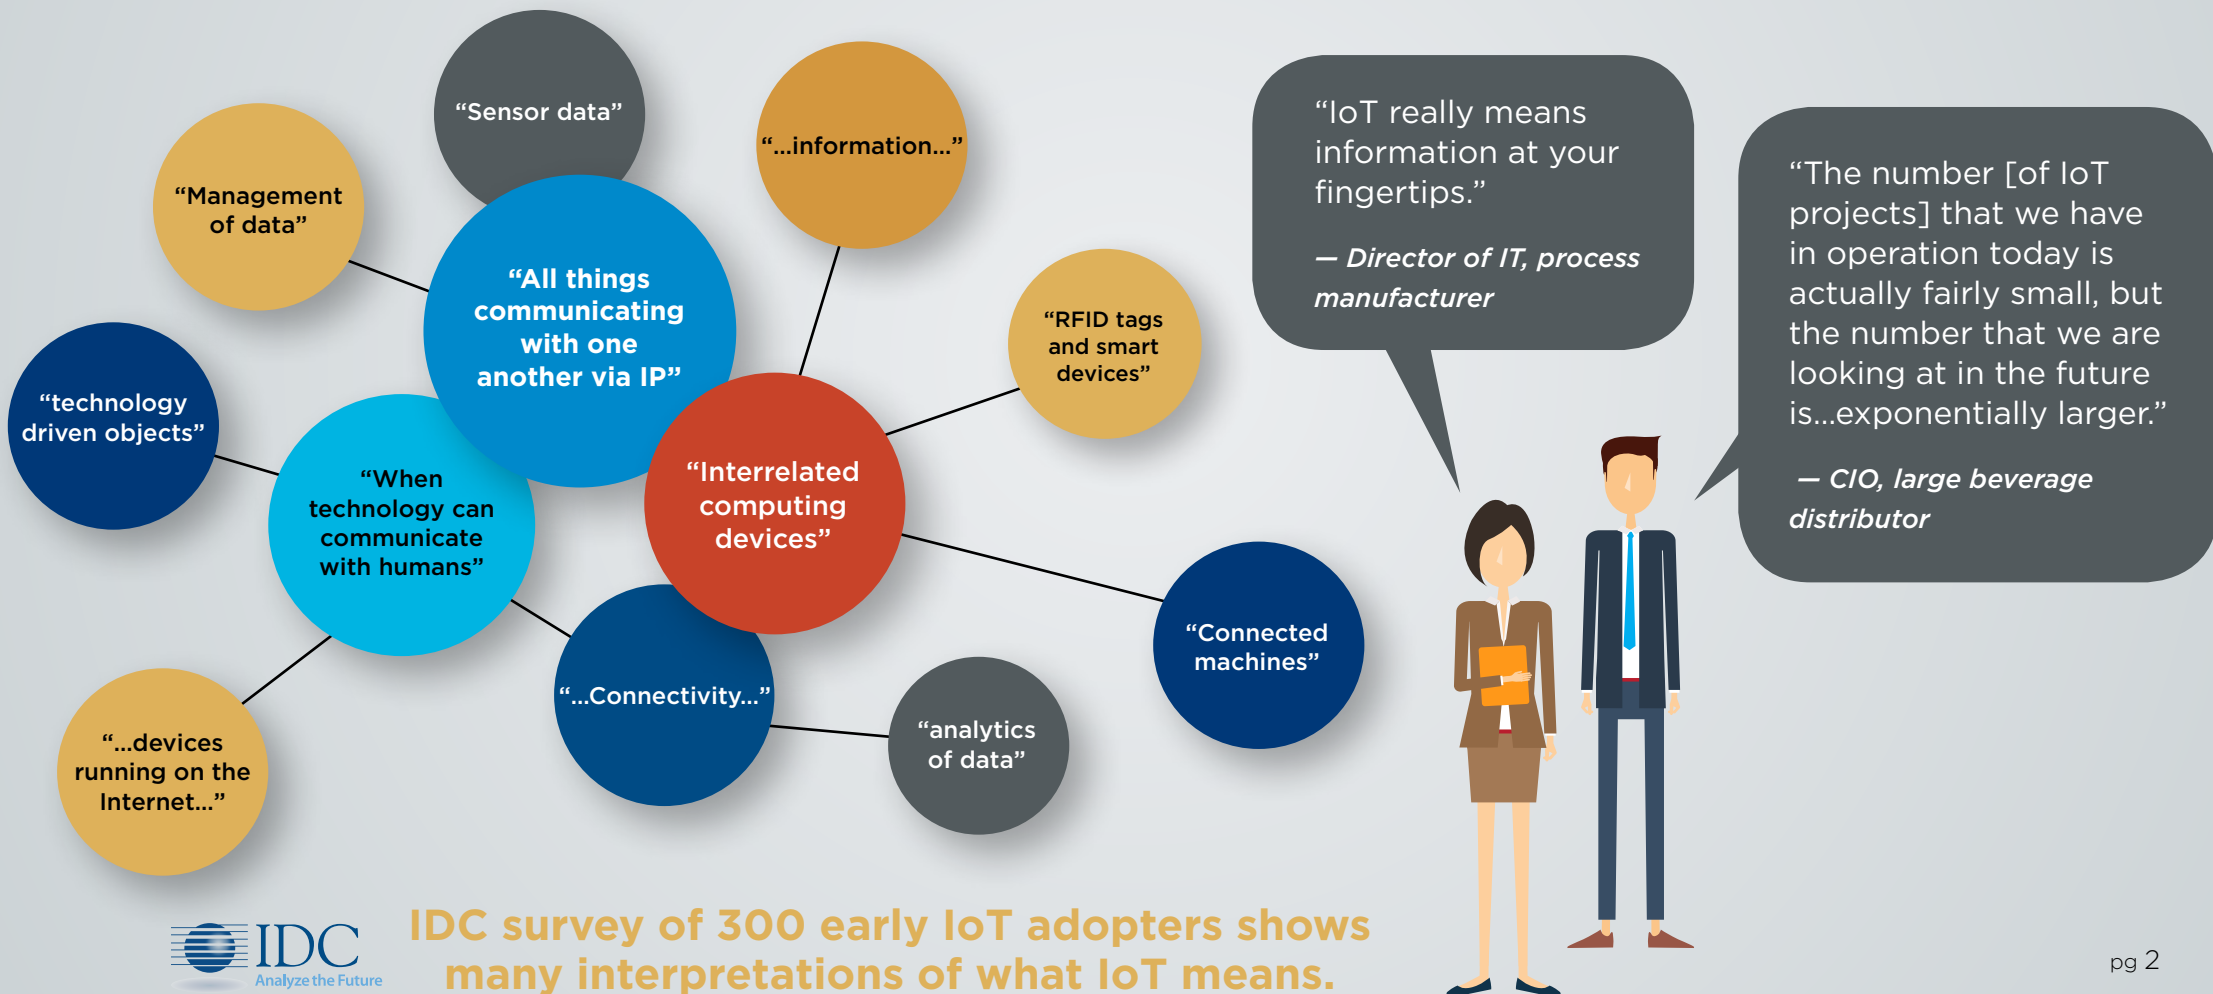 “Sensor data”
“...information...”
“Management
of data”
“All things
communicating
with one
another via IP”
“RFID tags
and smart
devices”
“technology
driven objects”
“When
technology can
communicate
with humans”
“Interrelated
computing
devices”
“Connected
machines”
“...Connectivity...”
“analytics
of data”
“...devices
running on the
Internet...”
“IoT really means
information at your
fingertips.”
— Director of IT, process
manufacturer
“The number [of IoT
projects] that we have
in operation today is
actually fairly small, but
the number that we are
looking at in the future
is...exponentially larger.”
— CIO, large beverage
distributor
IDC
Analyze the Future
IDC survey of 300 early IoT adopters shows
many interpretations of what IoT means.
pg 2